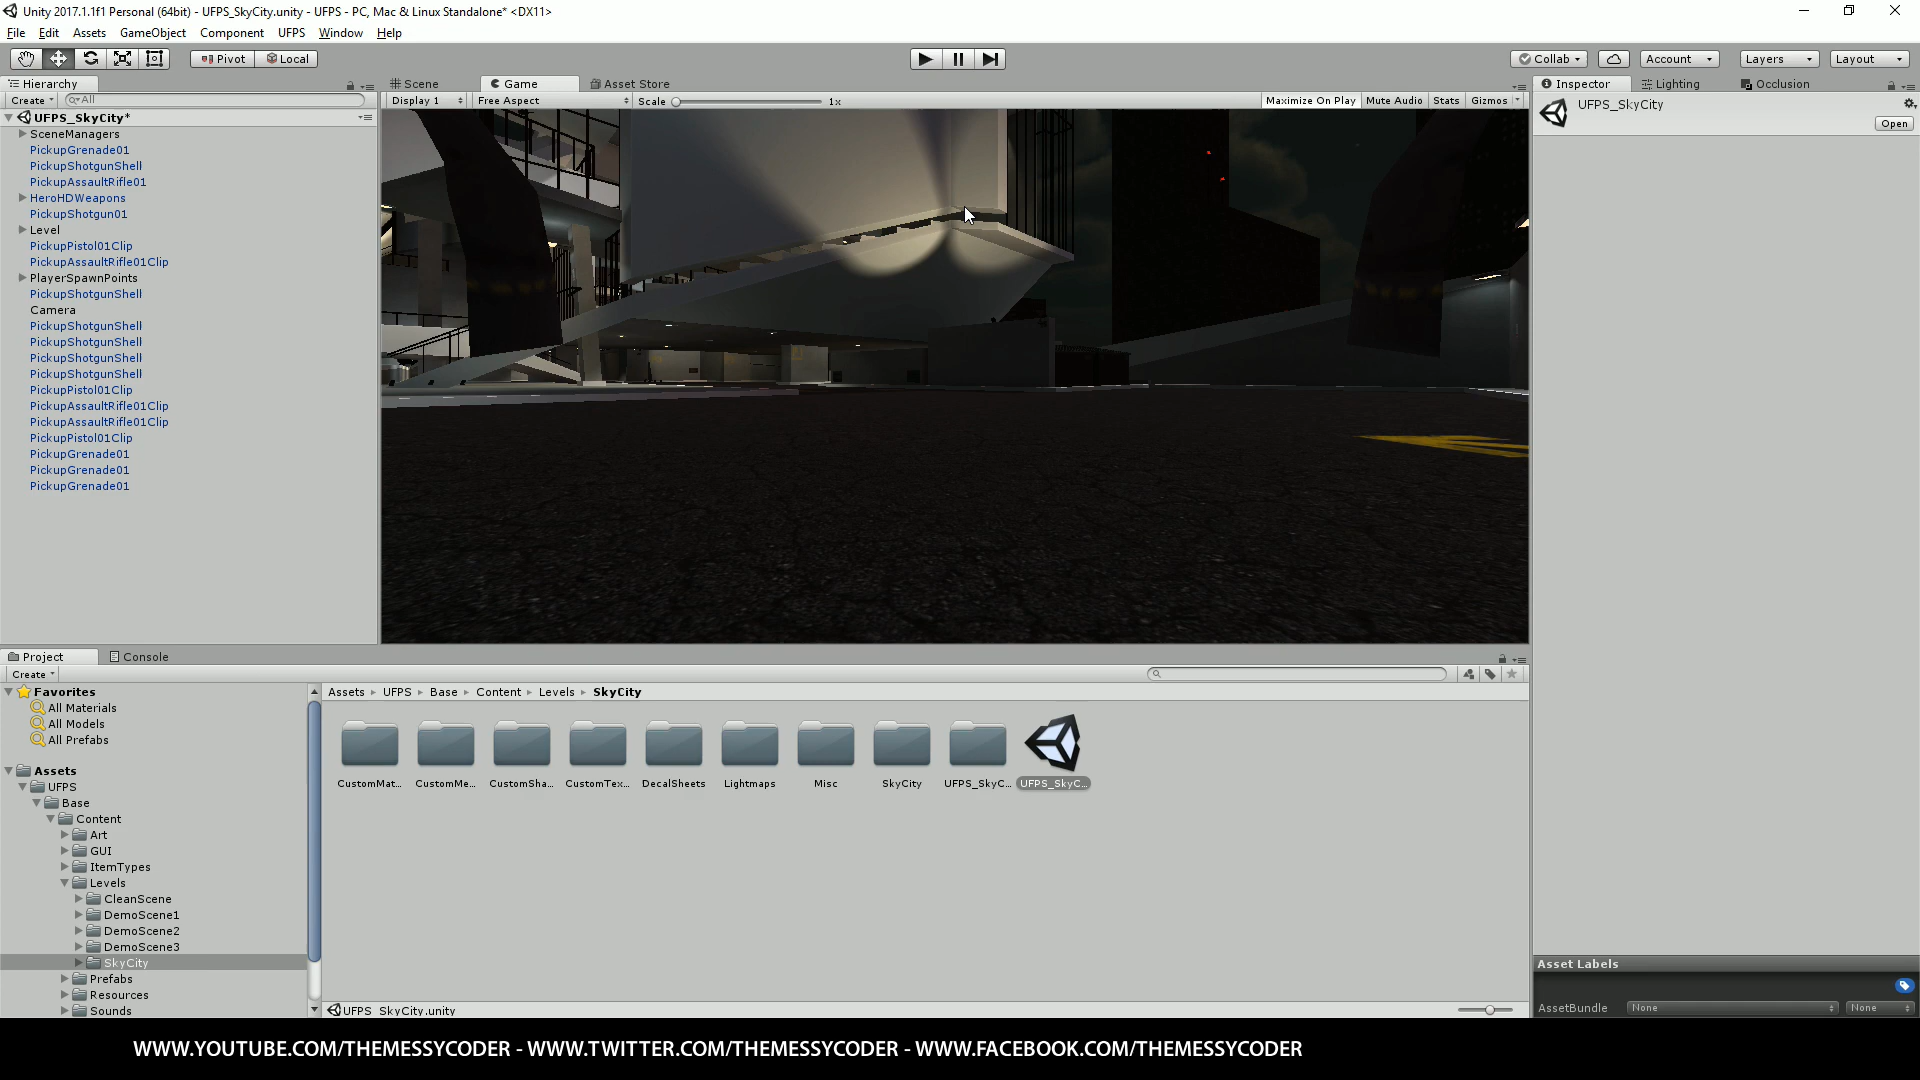 Unity 2017.1.1f1 Personal (64bit) - UFPS_SkyCity.unity - UFPS - PC, Mac & Linux Standalone* <DX11>
File Edit Assets GameObject Component UFPS Window Help
Pivot Local Collab Account Layers Layout
Hierarchy Scene Game Asset Store Inspector Lighting Occlusion
Create All Display 1 Free Aspect Scale 1x Maximize On Play Mute Audio Stats Gizmos UFPS_SkyCity
Open
UFPS_SkyCity*
SceneManagers
PickupGrenade01
PickupShotgunShell
PickupAssaultRifle01
HeroHDWeapons
PickupShotgun01
Level
PickupPistol01Clip
PickupAssaultRifle01Clip
PlayerSpawnPoints
PickupShotgunShell
Camera
PickupShotgunShell
PickupShotgunShell
PickupShotgunShell
PickupShotgunShell
PickupPistol01Clip
PickupAssaultRifle01Clip
PickupAssaultRifle01Clip
PickupPistol01Clip
PickupGrenade01
PickupGrenade01
PickupGrenade01
Project Console
Create
Favorites
All Materials
All Models
All Prefabs
Assets
UFPS
Base
Content
Art
GUI
ItemTypes
Levels
CleanScene
DemoScene1
DemoScene2
DemoScene3
SkyCity
Prefabs
Resources
Sounds
Assets UFPS Base Content Levels SkyCity
CustomMat... CustomMe... CustomSha... CustomTex... DecalSheets Lightmaps Misc SkyCity UFPS_SkyC... UFPS_SkyC...
UFPS_SkyCity.unity
Asset Labels
AssetBundle None None
WWW.YOUTUBE.COM/THEMESSYCODER - WWW.TWITTER.COM/THEMESSYCODER - WWW.FACEBOOK.COM/THEMESSYCODER